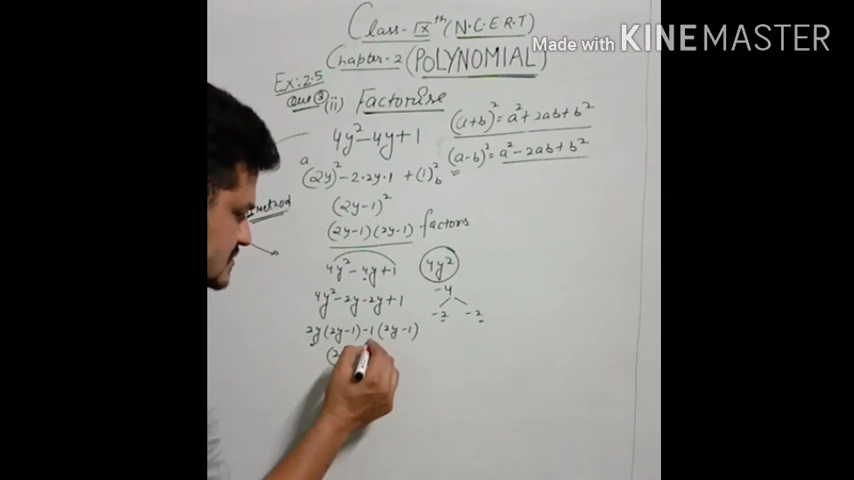 Class-IXth (N.C.E.R.T)
Made with KINEMASTER
Chapter-2 (POLYNOMIAL)
Ex:2.5
Que ③ (ii) Factorise
4y²-4y+1
(a+b)² = a²+2ab+b²
(a-b)² = a²-2ab+b²
a
(2y)²-2·2y·1 +(1)²b
(2y-1)²
method
(2y-1)(2y-1) factors
4y²-4y+1
4y²
4y²-2y-2y+1
-4
-2 -2
2y(2y-1)-1(2y-1)
(2